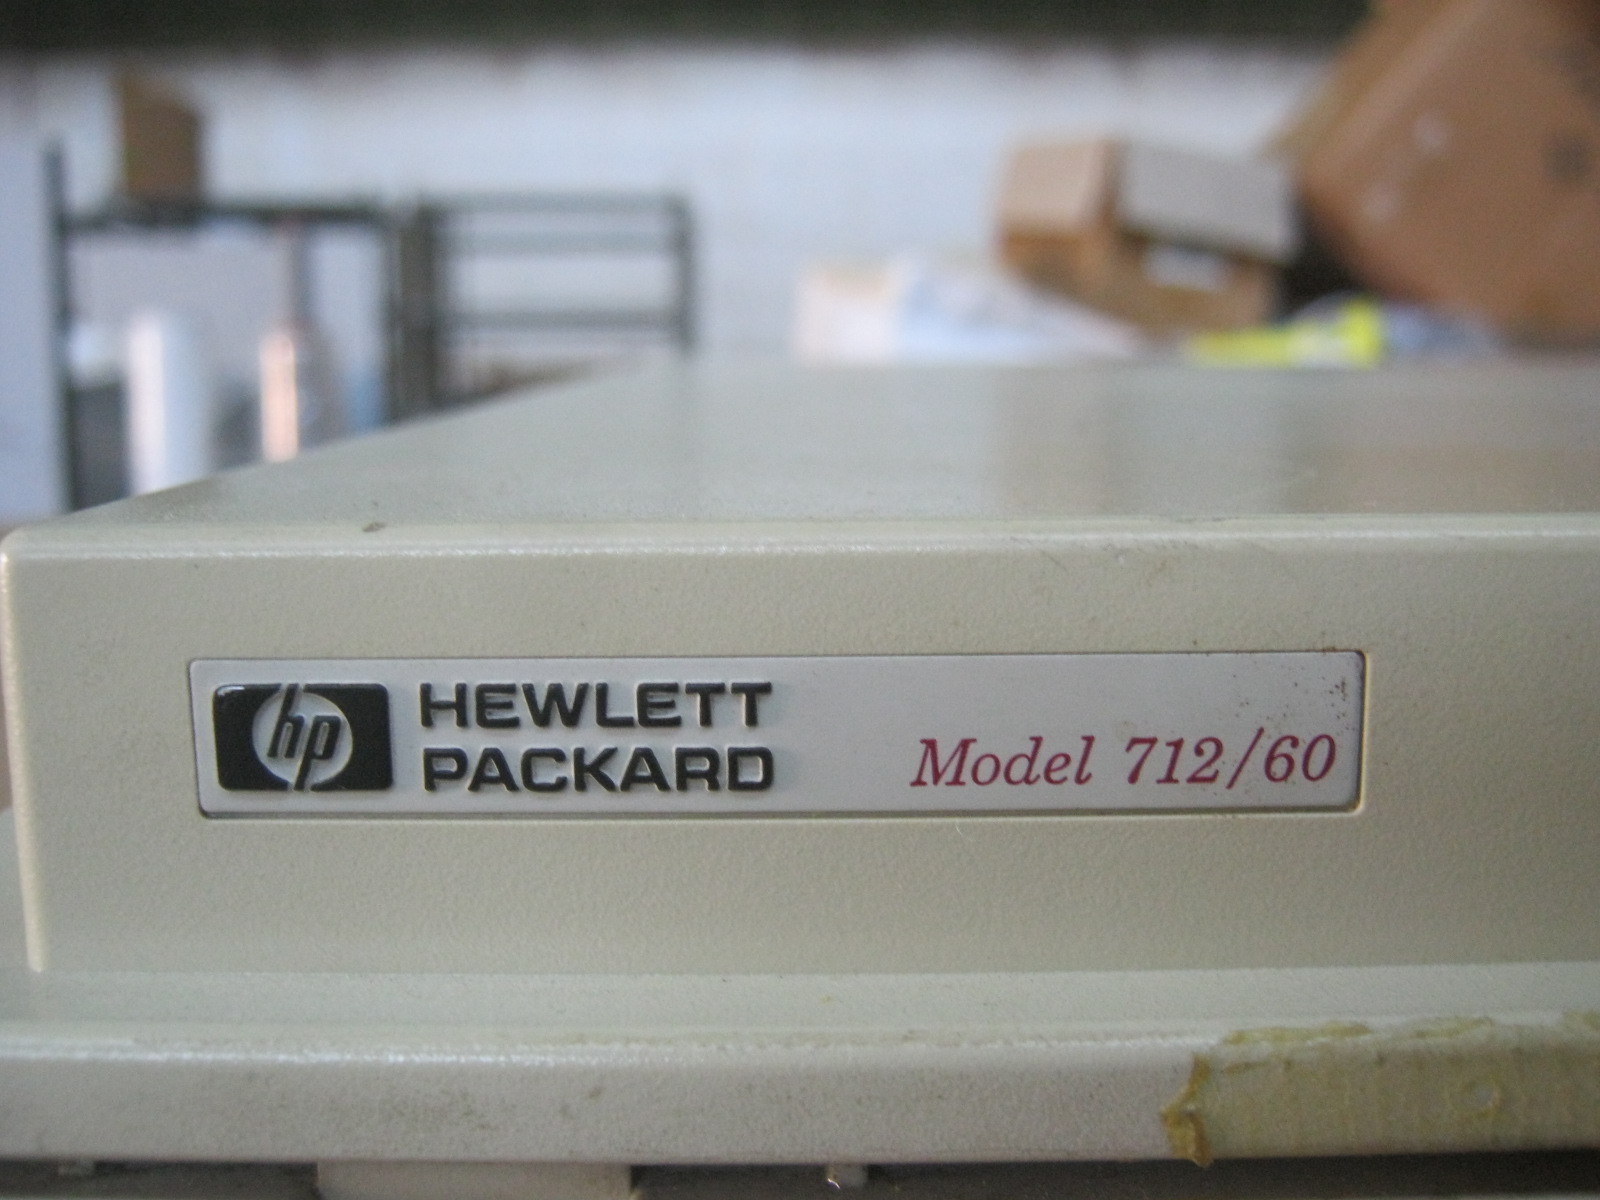 hp
HEWLETT
PACKARD
Model 712/60